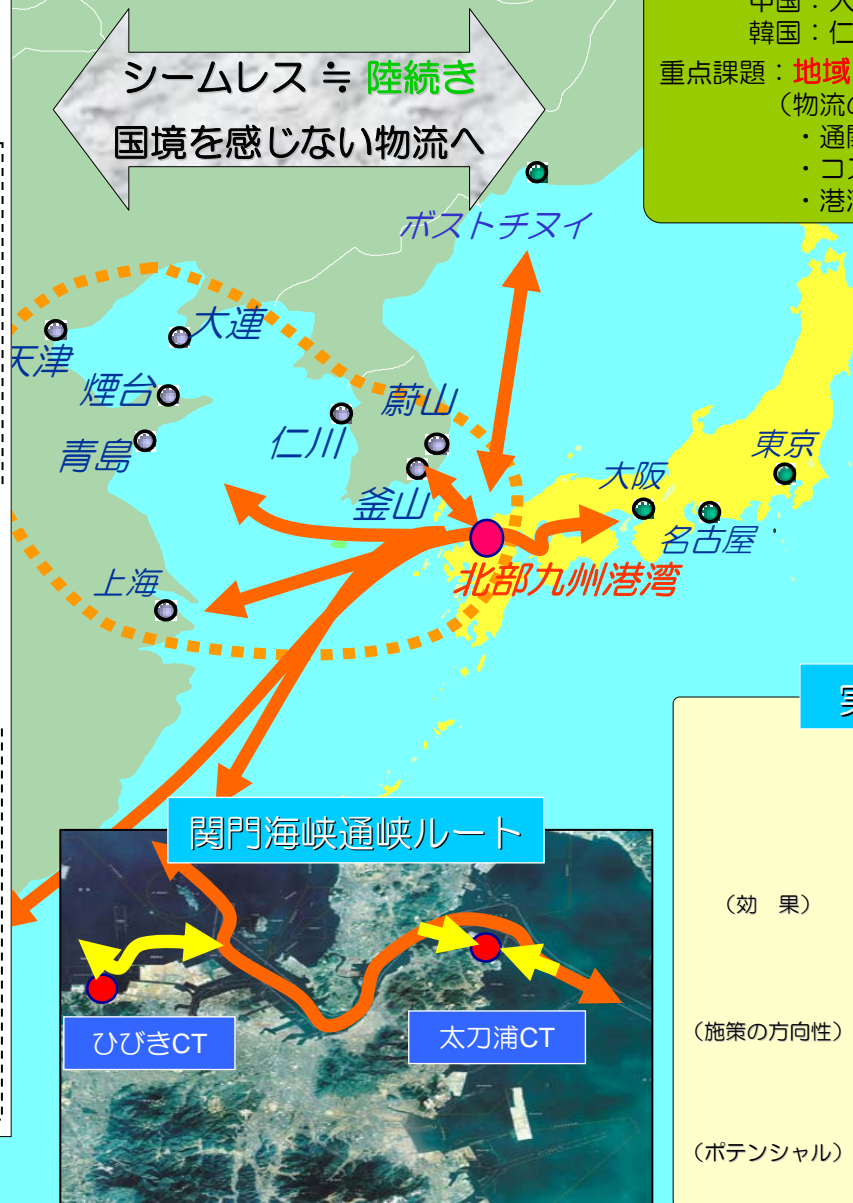 シームレス ≒ 陸続き
国境を感じない物流へ
中国：大
韓国：仁
重点課題：地域
（物流の
・通関
・コス
・港湾
ボストチヌイ
大連
天津
煙台
蔚山
仁川
青島
釜山
東京
大阪
名古屋
北部九州港湾
上海
関門海峡通峡ルート
ひびきCT
太刀浦CT
（効　果）
（施策の方向性）
（ポテンシャル）